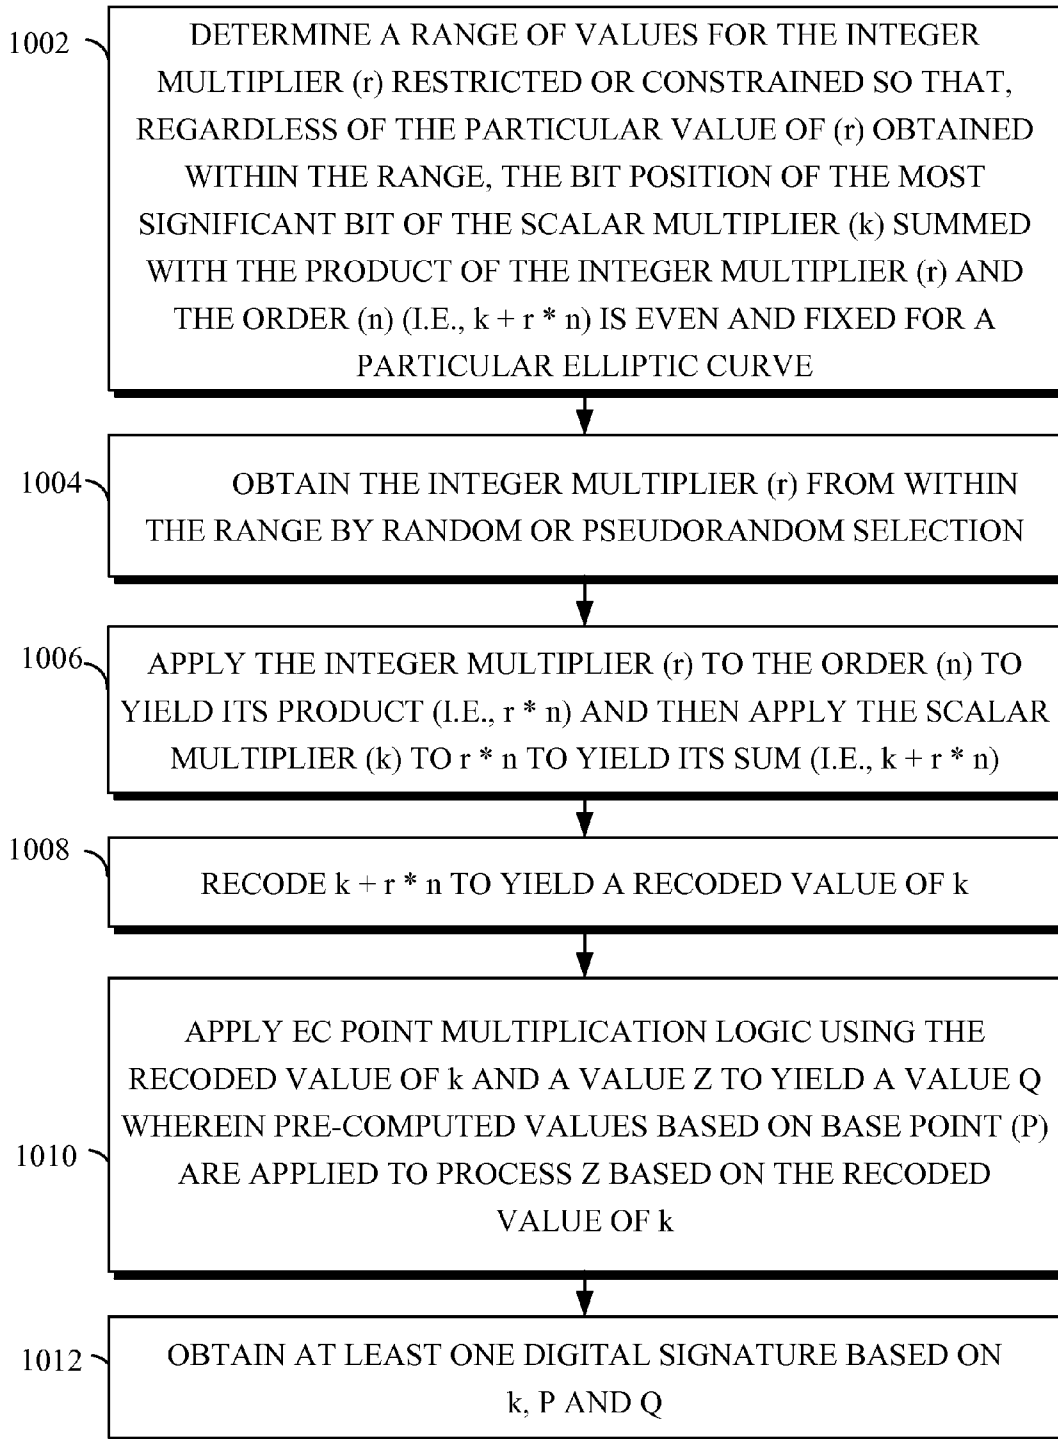 1002
DETERMINE A RANGE OF VALUES FOR THE INTEGER
MULTIPLIER (r) RESTRICTED OR CONSTRAINED SO THAT,
REGARDLESS OF THE PARTICULAR VALUE OF (r) OBTAINED
WITHIN THE RANGE, THE BIT POSITION OF THE MOST
SIGNIFICANT BIT OF THE SCALAR MULTIPLIER (k) SUMMED
WITH THE PRODUCT OF THE INTEGER MULTIPLIER (r) AND
THE ORDER (n) (I.E., k + r * n) IS EVEN AND FIXED FOR A
PARTICULAR ELLIPTIC CURVE
1004
OBTAIN THE INTEGER MULTIPLIER (r) FROM WITHIN
THE RANGE BY RANDOM OR PSEUDORANDOM SELECTION
1006
APPLY THE INTEGER MULTIPLIER (r) TO THE ORDER (n) TO
YIELD ITS PRODUCT (I.E., r * n) AND THEN APPLY THE SCALAR
MULTIPLIER (k) TO r * n TO YIELD ITS SUM (I.E., k + r * n)
1008
RECODE k + r * n TO YIELD A RECODED VALUE OF k
1010
APPLY EC POINT MULTIPLICATION LOGIC USING THE
RECODED VALUE OF k AND A VALUE Z TO YIELD A VALUE Q
WHEREIN PRE-COMPUTED VALUES BASED ON BASE POINT (P)
ARE APPLIED TO PROCESS Z BASED ON THE RECODED
VALUE OF k
1012
OBTAIN AT LEAST ONE DIGITAL SIGNATURE BASED ON
k, P AND Q